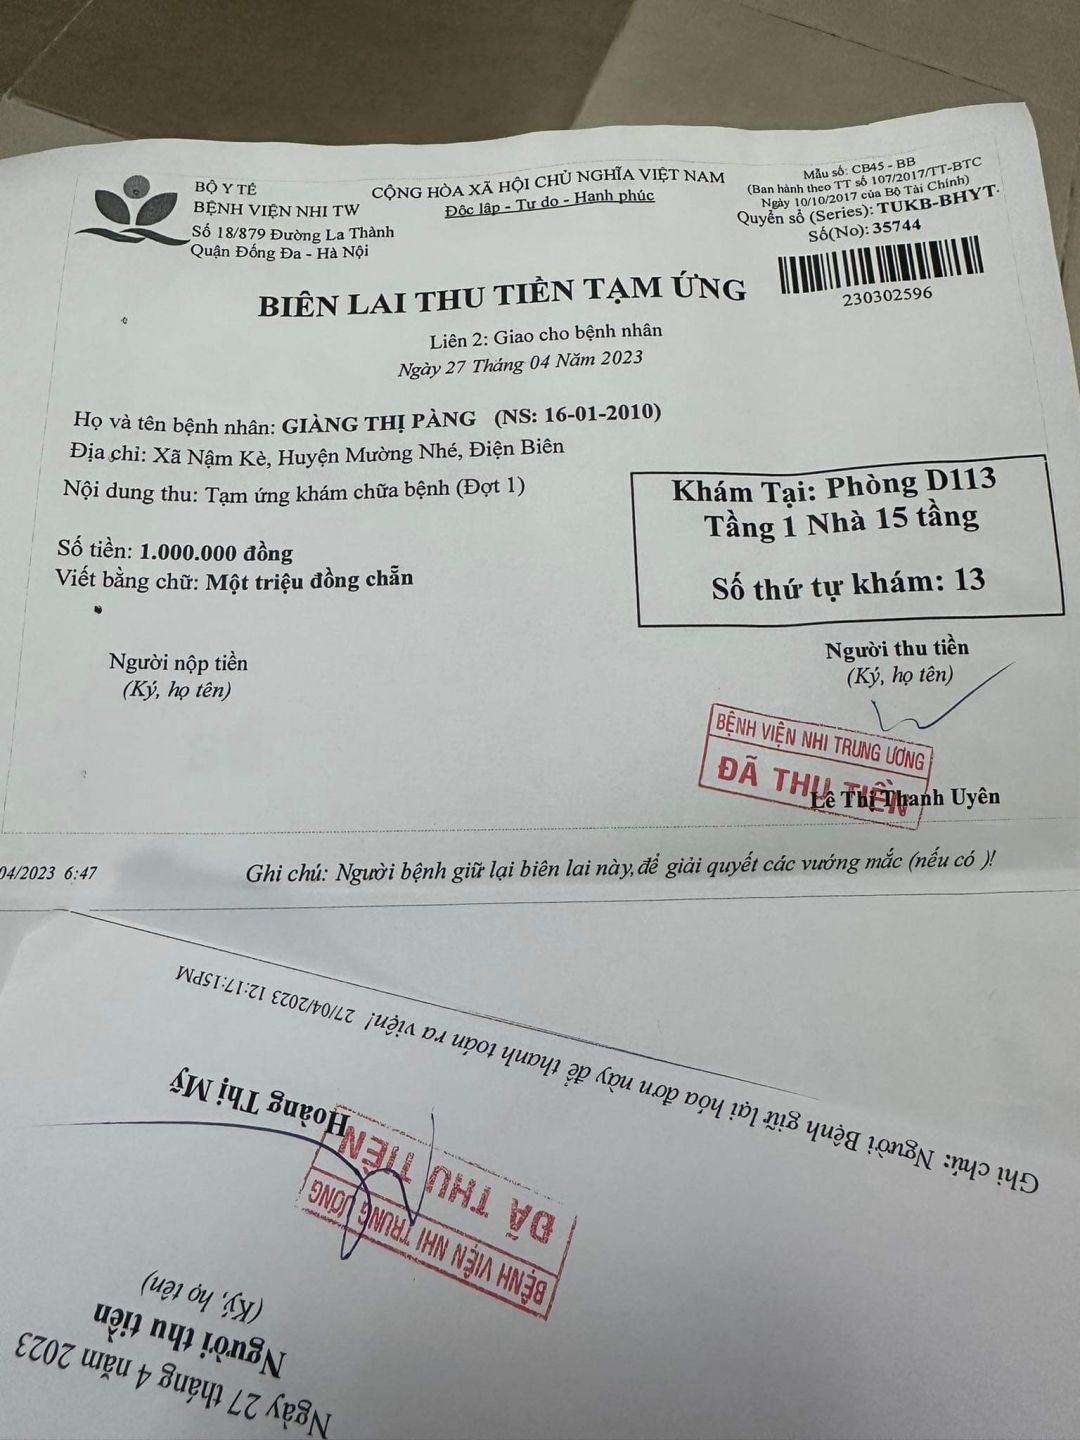 BỘ Y TẾ
BỆNH VIỆN NHI TW
Số 18/879 Đường La Thành
Quận Đống Đa - Hà Nội
CỘNG HÒA XÃ HỘI CHỦ NGHĨA VIỆT NAM
Độc lập - Tự do - Hạnh phúc
Mẫu số: CB45 - BB
(Ban hành theo TT số 107/2017/TT-BTC
Ngày 10/10/2017 của Bộ Tài Chính)
Quyển số (Series): TUKB-BHYT.
Số(No): 35744
230302596
BIÊN LAI THU TIỀN TẠM ỨNG
Liên 2: Giao cho bệnh nhân
Ngày 27 Tháng 04 Năm 2023
Họ và tên bệnh nhân: GIÀNG THỊ PÀNG (NS: 16-01-2010)
Địa chỉ: Xã Nậm Kè, Huyện Mường Nhé, Điện Biên
Nội dung thu: Tạm ứng khám chữa bệnh (Đợt 1)
Số tiền: 1.000.000 đồng
Viết bằng chữ: Một triệu đồng chẵn
Khám Tại: Phòng D113
Tầng 1 Nhà 15 tầng
Số thứ tự khám: 13
Người nộp tiền
(Ký, họ tên)
Người thu tiền
(Ký, họ tên)
BỆNH VIỆN NHI TRUNG ƯƠNG
ĐÃ THU TIỀN
Lê Thị Thanh Uyên
04/2023 6:47
Ghi chú: Người bệnh giữ lại biên lai này,để giải quyết các vướng mắc (nếu có )!
Ngày 27 tháng 4 năm 2023
Người thu tiền
(Ký, họ tên)
BỆNH VIỆN NHI TRUNG ƯƠNG
ĐÃ THU TIỀN
Hoàng Thị Mỹ
Ghi chú: Người Bệnh giữ lại hóa đơn này để thanh toán ra viện! 27/04/2023 12:17:15PM